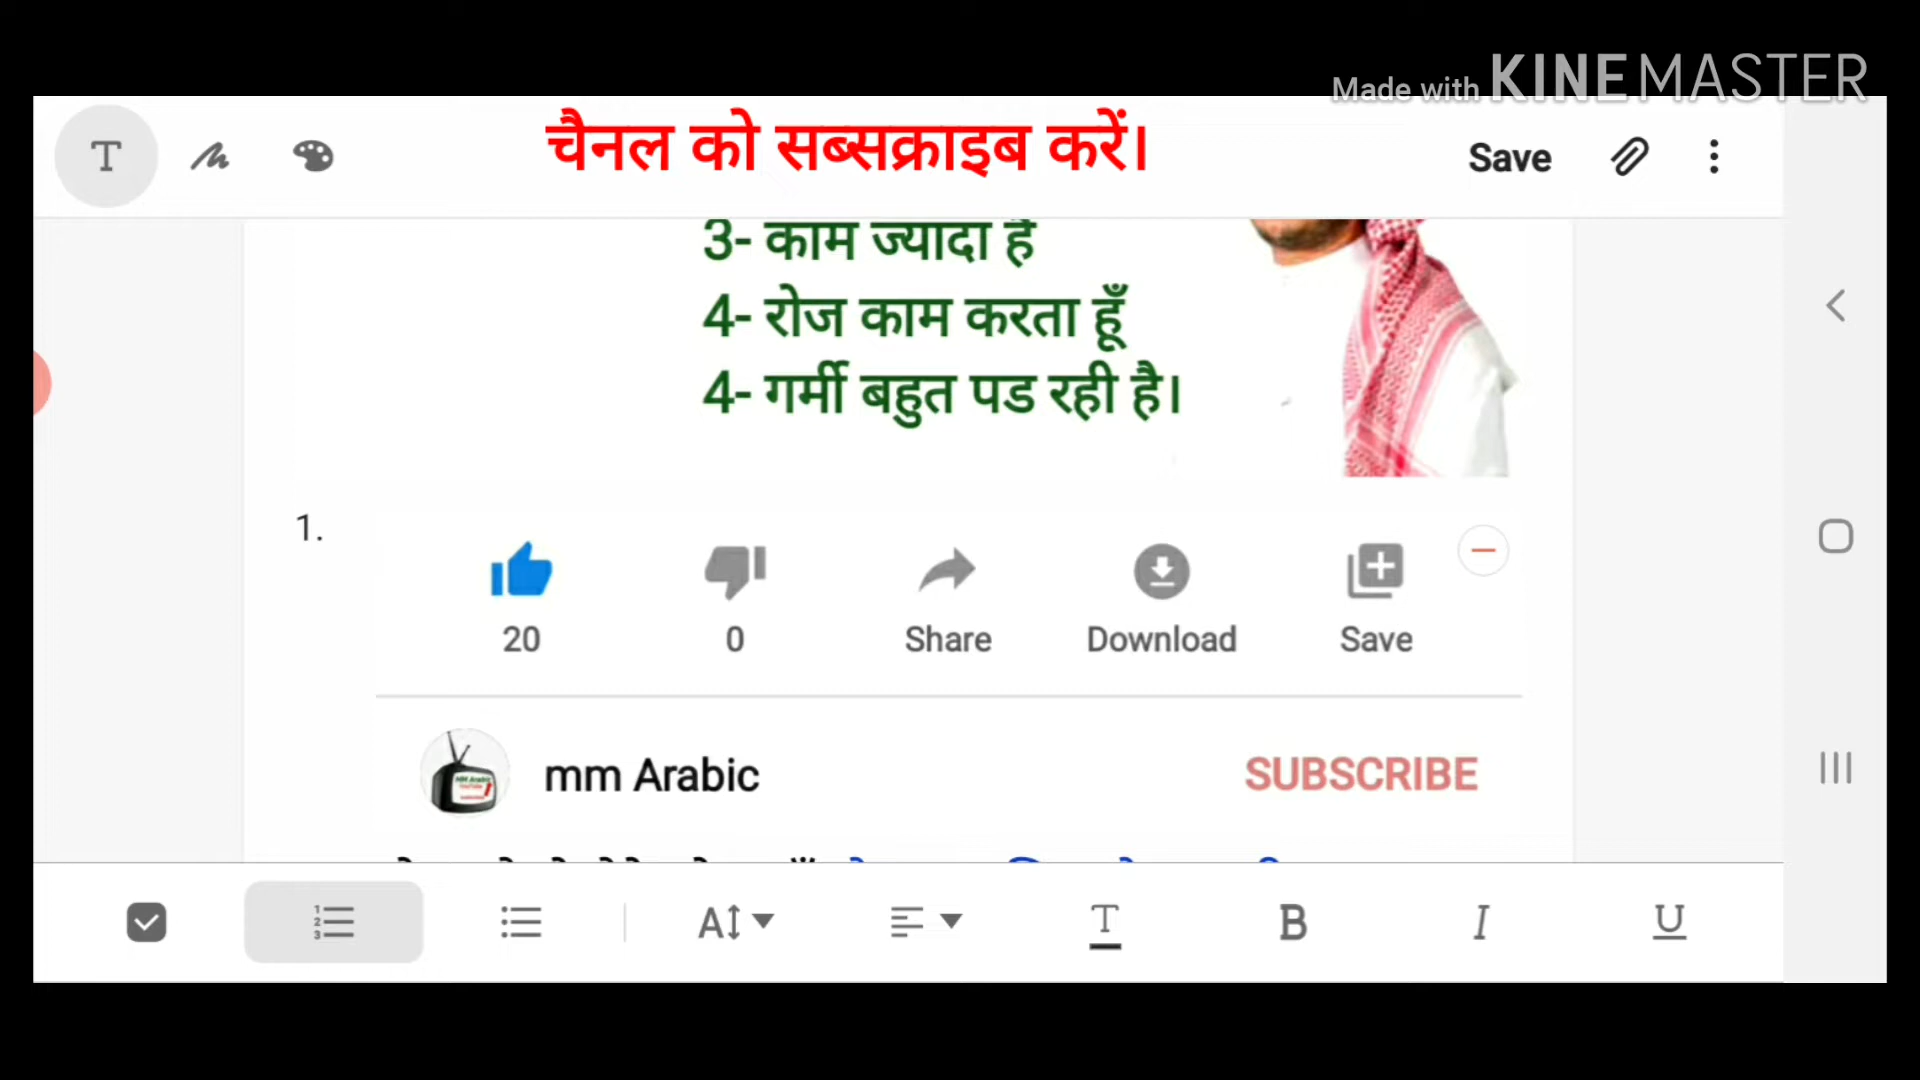 Made with KINEMASTER
T
चैनल को सब्सक्राइब करें।
Save
3- काम ज्यादा है
4- रोज काम करता हूँ
4- गर्मी बहुत पड रही है।
1.
20
0
Share
Download
Save
mm Arabic
SUBSCRIBE
A
T
B
I
U